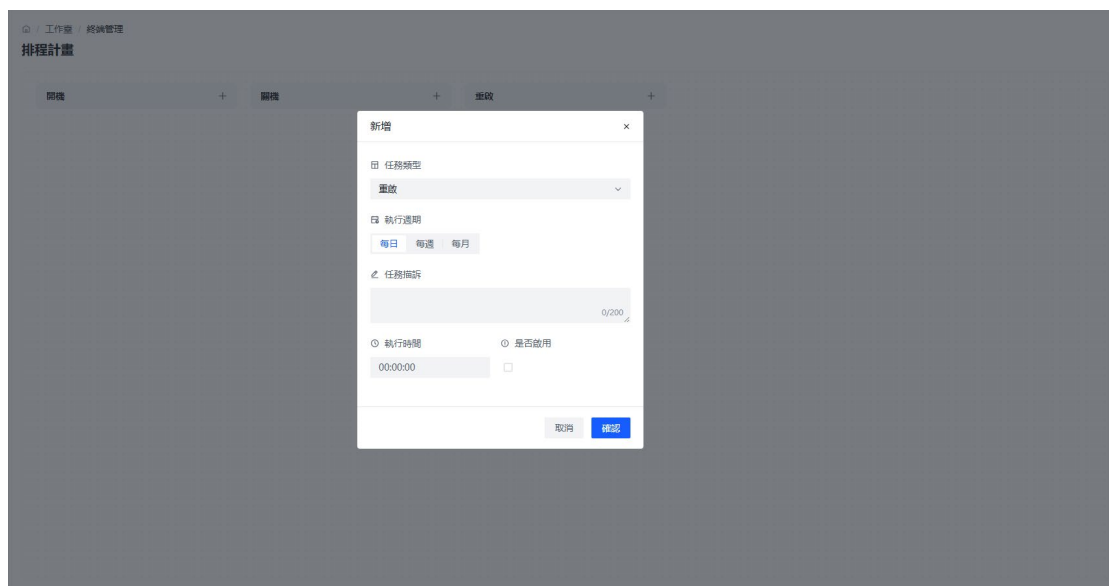 / 工作臺 / 終端管理
排程計畫
開機 + 關機 + 重啟 +
新增 ×
任務類型
重啟
執行週期
每日 每週 每月
任務描訴
0/200
執行時間 是否啟用
00:00:00
取消 確認